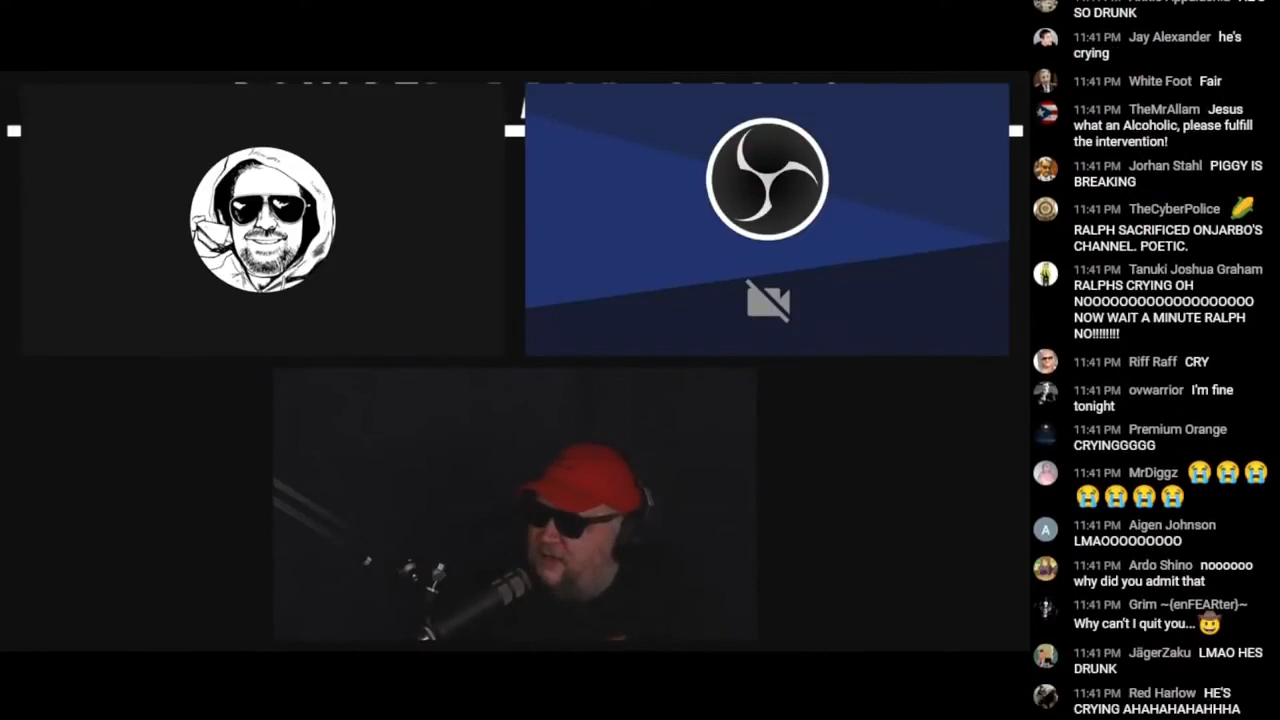 SO DRUNK
11:41 PM Jay Alexander he's
crying
11:41 PM White Foot Fair
11:41 PM TheMrAllam Jesus
what an Alcoholic, please fulfill
the intervention!
11:41 PM Jorhan Stahl PIGGY IS
BREAKING
11:41 PM TheCyberPolice 🌽
RALPH SACRIFICED ONJARBO'S
CHANNEL. POETIC.
11:41 PM Tanuki Joshua Graham
RALPHS CRYING OH
NOOOOOOOOOOOOOOOOOOO
NOW WAIT A MINUTE RALPH
NO!!!!!!!!
11:41 PM Riff Raff CRY
11:41 PM ovwarrior I'm fine
tonight
11:41 PM Premium Orange
CRYINGGGGG
11:41 PM MrDiggz 😭😭😭
😭😭😭😭
A 11:41 PM Aigen Johnson
LMAOOOOOOOOO
11:41 PM Ardo Shino noooooo
why did you admit that
11:41 PM Grim ~(enFEARter)~
Why can't I quit you... 🤠
11:41 PM JägerZaku LMAO HES
DRUNK
11:41 PM Red Harlow HE'S
CRYING AHAHAHAHAHHHA